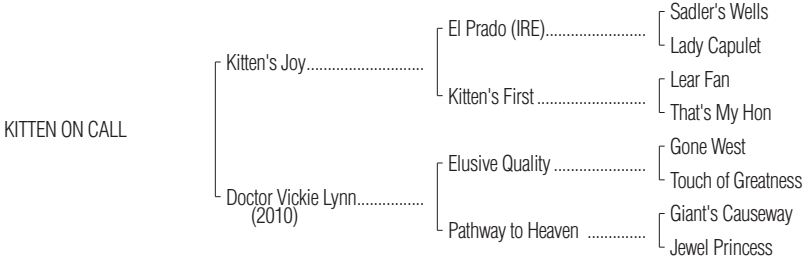 Sadler's Wells
El Prado (IRE)........................
Lady Capulet
Kitten's Joy............................
Lear Fan
Kitten's First ..........................
That's My Hon
KITTEN ON CALL
Gone West
Elusive Quality ......................
Touch of Greatness
Doctor Vickie Lynn................
(2010)
Giant's Causeway
Pathway to Heaven ..............
Jewel Princess